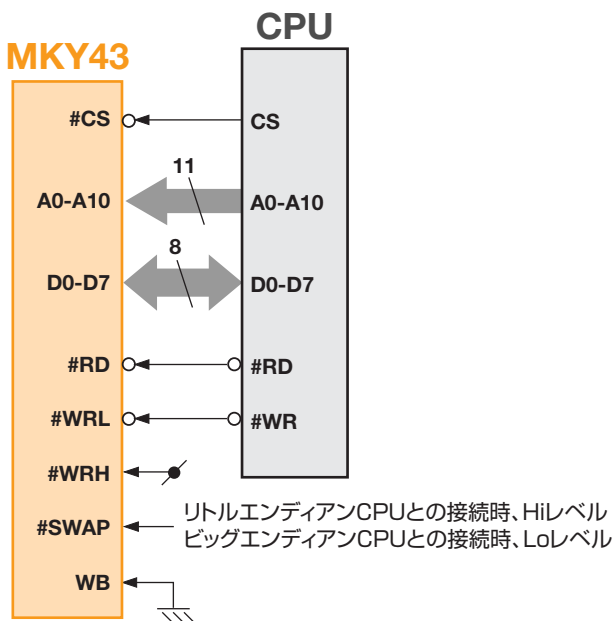 CPU
MKY43
#CS
CS
11
A0-A10
A0-A10
8
D0-D7
D0-D7
#RD
#RD
#WRL
#WR
#WRH
#SWAP
リトルエンディアンCPUとの接続時、Hiレベル
ビッグエンディアンCPUとの接続時、Loレベル
WB